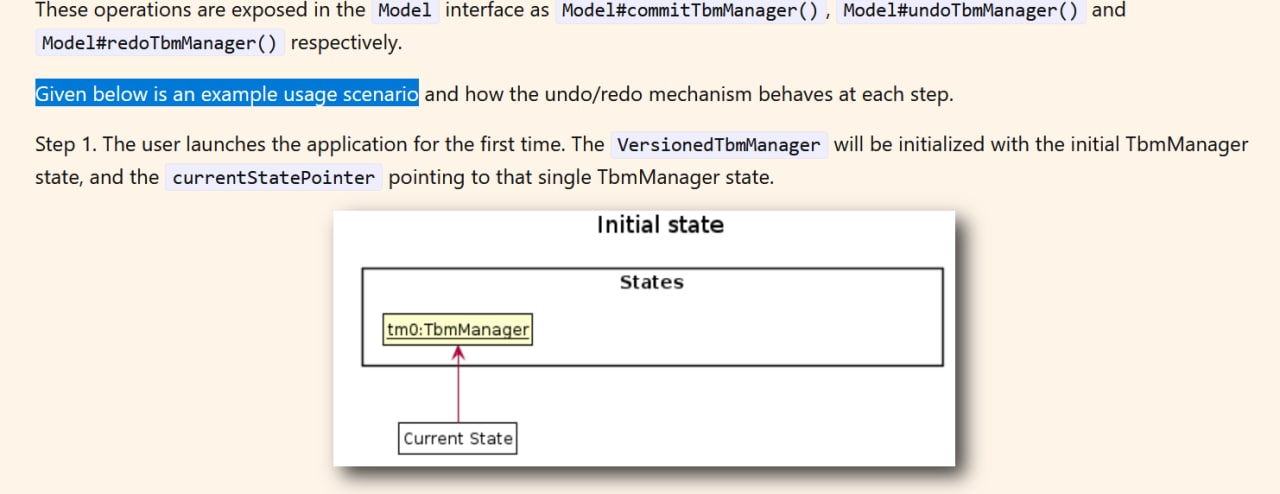 These operations are exposed in the Model interface as Model#commitTbmManager(), Model#undoTbmManager() and
Model#redoTbmManager() respectively.
Given below is an example usage scenario and how the undo/redo mechanism behaves at each step.
Step 1. The user launches the application for the first time. The VersionedTbmManager will be initialized with the initial TbmManager
state, and the currentStatePointer pointing to that single TbmManager state.
Initial state
States
tm0:TbmManager
Current State